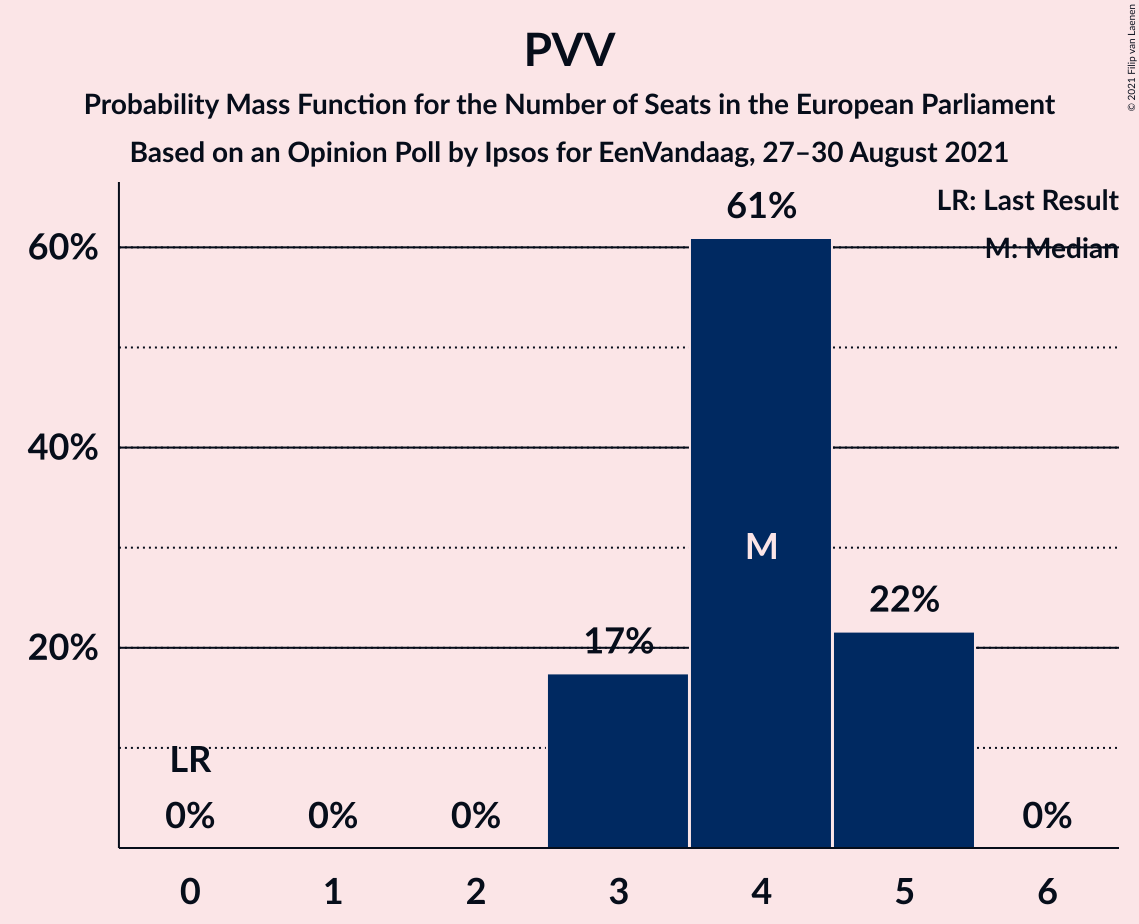 PVV
Probability Mass Function for the Number of Seats in the European Parliament
Based on an Opinion Poll by Ipsos for EenVandaag, 27–30 August 2021
© 2021 Filip van Laenen
LR: Last Result
M: Median
61%
60%
40%
M
22%
17%
20%
LR
0%
0%
0%
0%
0
1
2
3
4
5
6